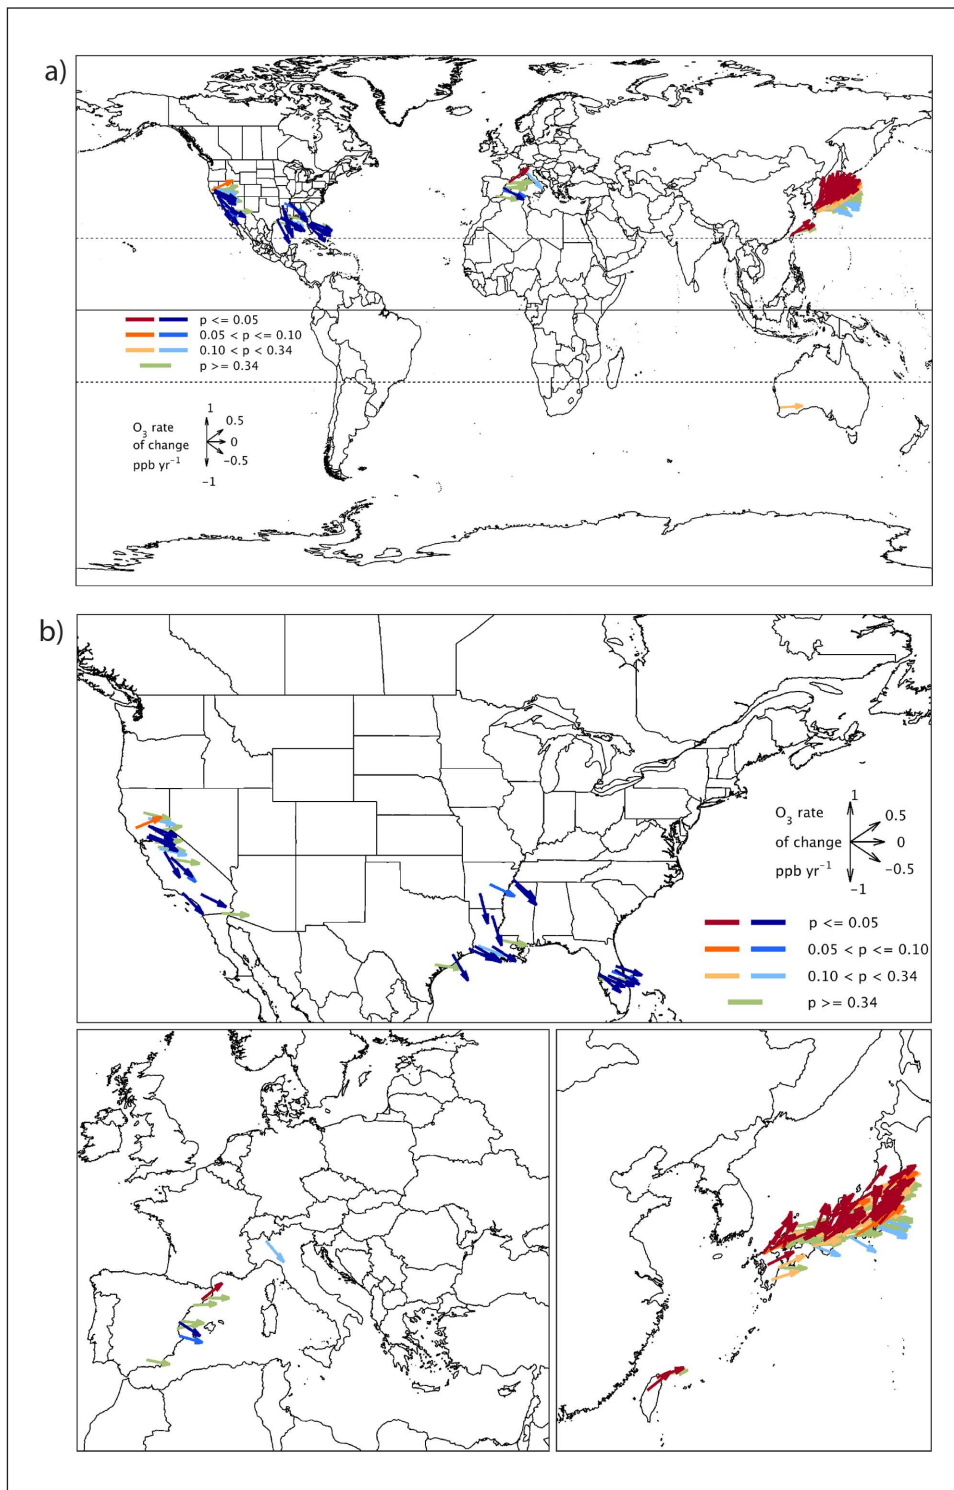 a)
p <= 0.05
0.05 < p <= 0.10
0.10 < p < 0.34
p >= 0.34
1
0.5
O₃ rate
of change
0
ppb yr⁻¹
−0.5
−1
b)
1
O₃ rate
0.5
of change
0
ppb yr⁻¹
−0.5
−1
p <= 0.05
0.05 < p <= 0.10
0.10 < p < 0.34
p >= 0.34